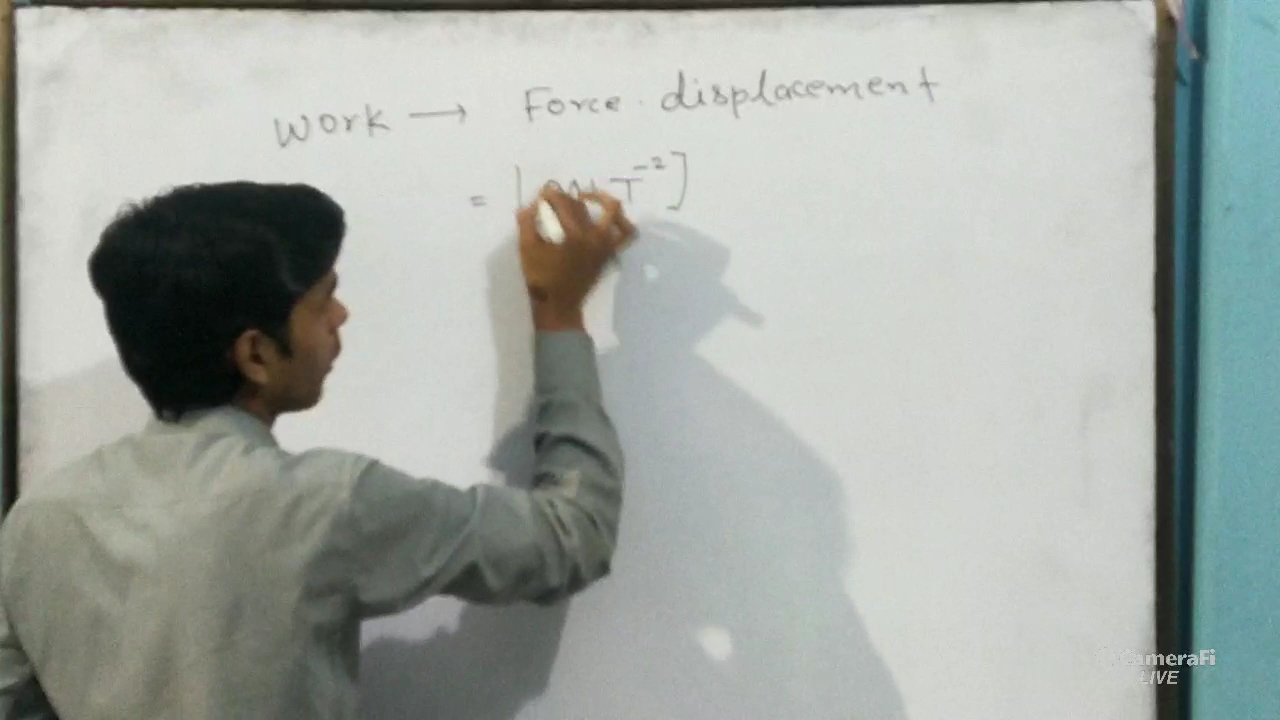 Work → Force . displacement
= [ T⁻²]
CameraFi
LIVE